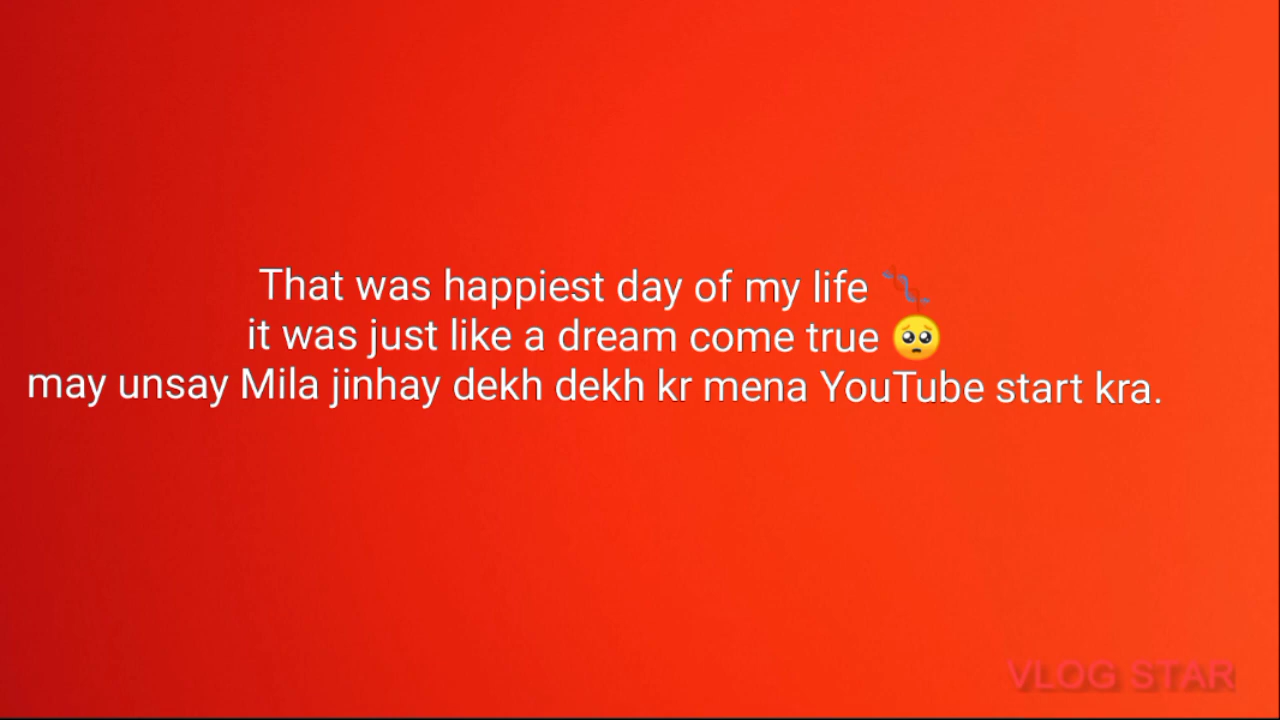 That was happiest day of my life 🧬
it was just like a dream come true 🥺
may unsay Mila jinhay dekh dekh kr mena YouTube start kra.
VLOG STAR